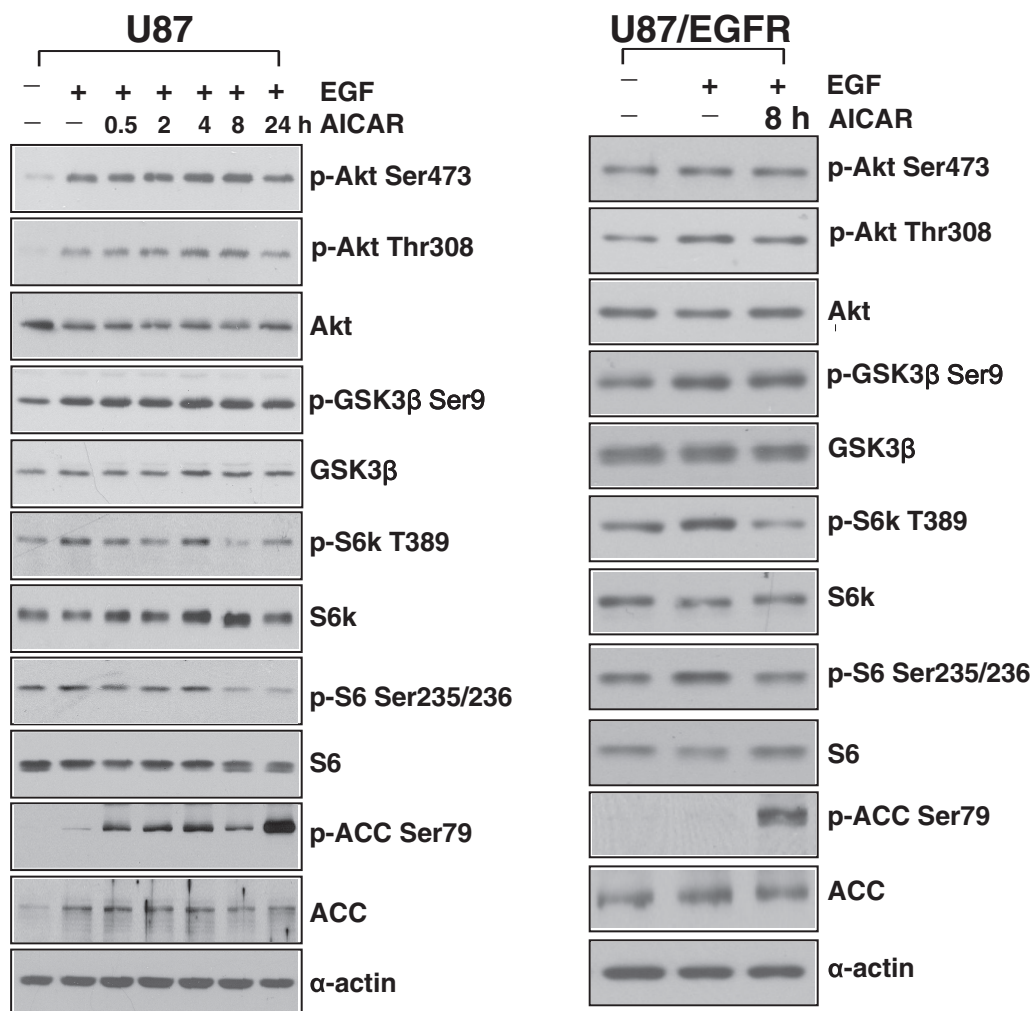 U87
− + + + + + + EGF
− − 0.5 2 4 8 24 h AICAR
p-Akt Ser473
p-Akt Thr308
Akt
p-GSK3β Ser9
GSK3β
p-S6k T389
S6k
p-S6 Ser235/236
S6
p-ACC Ser79
ACC
α-actin
U87/EGFR
− + + EGF
− − 8 h AICAR
p-Akt Ser473
p-Akt Thr308
Akt
p-GSK3β Ser9
GSK3β
p-S6k T389
S6k
p-S6 Ser235/236
S6
p-ACC Ser79
ACC
α-actin